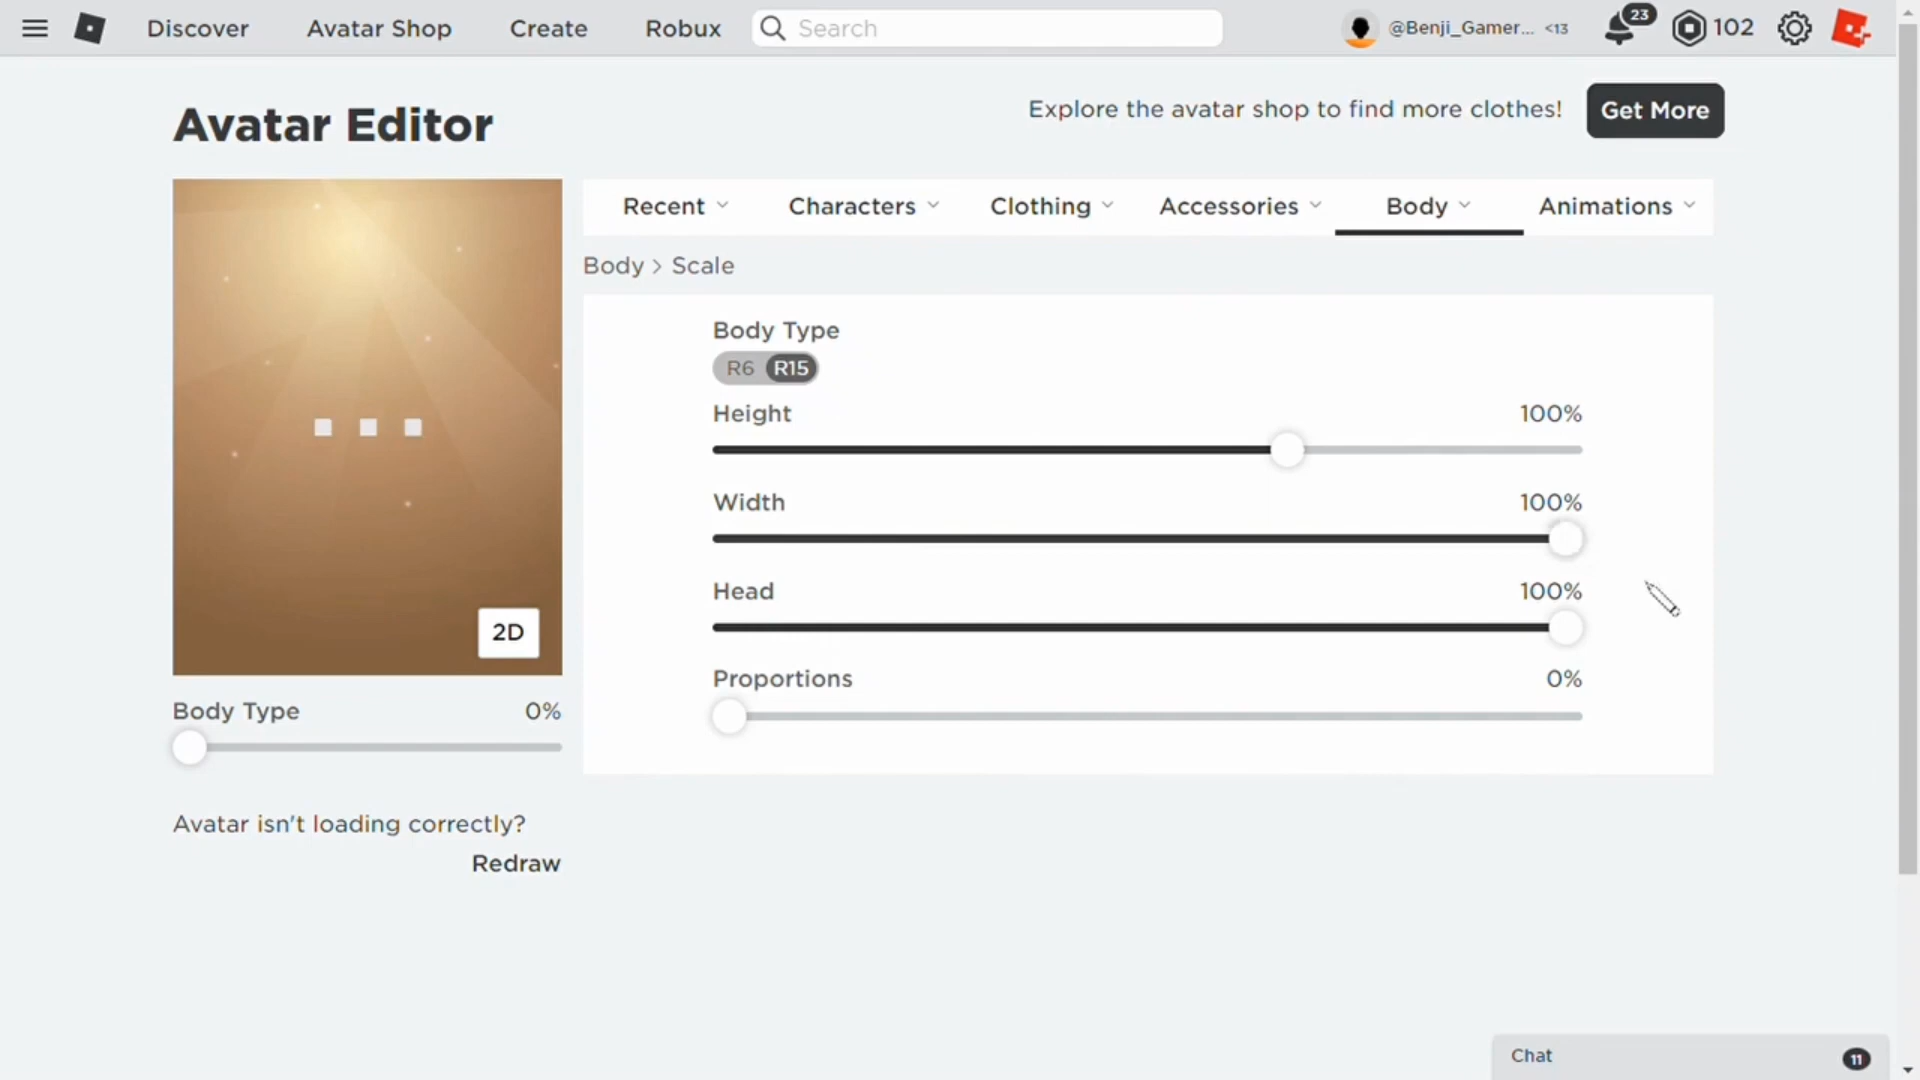 Discover Avatar Shop Create Robux Search @Benji_Gamer... <13 23 102
Avatar Editor
Explore the avatar shop to find more clothes! Get More
Recent Characters Clothing Accessories Body Animations
Body > Scale
Body Type
R6 R15
Height 100%
Width 100%
Head 100%
Proportions 0%
2D
Body Type 0%
Avatar isn't loading correctly?
Redraw
Chat 11